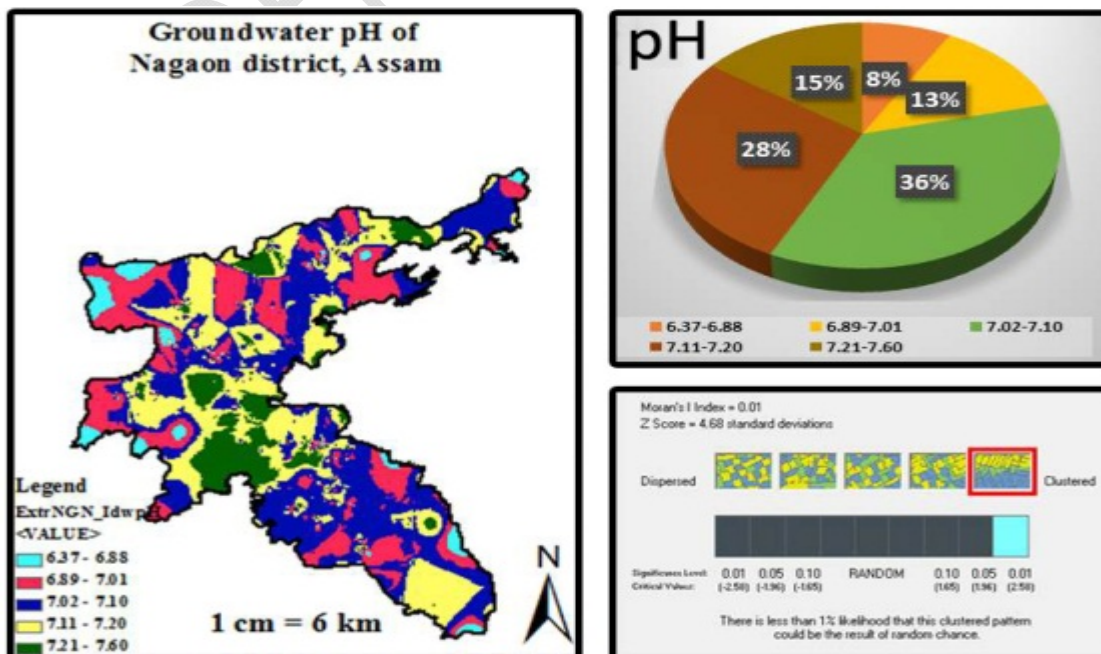 Groundwater pH of
Nagaon district, Assam
Legend
ExtrNGN_IdwpH
<VALUE>
6.37 - 6.88
6.89 - 7.01
7.02 - 7.10
7.11 - 7.20
7.21 - 7.60
1 cm = 6 km
N
pH
15%
8%
13%
28%
36%
6.37-6.88 6.89-7.01 7.02-7.10
7.11-7.20 7.21-7.60
Moran's I Index = 0.01
Z Score = 4.68 standard deviations
Dispersed Clustered
Significance Level: 0.01 0.05 0.10 RANDOM 0.10 0.05 0.01
Critical Values: (-2.58) (-1.96) (-1.65) (1.65) (1.96) (2.58)
There is less than 1% likelihood that this clustered pattern
could be the result of random chance.